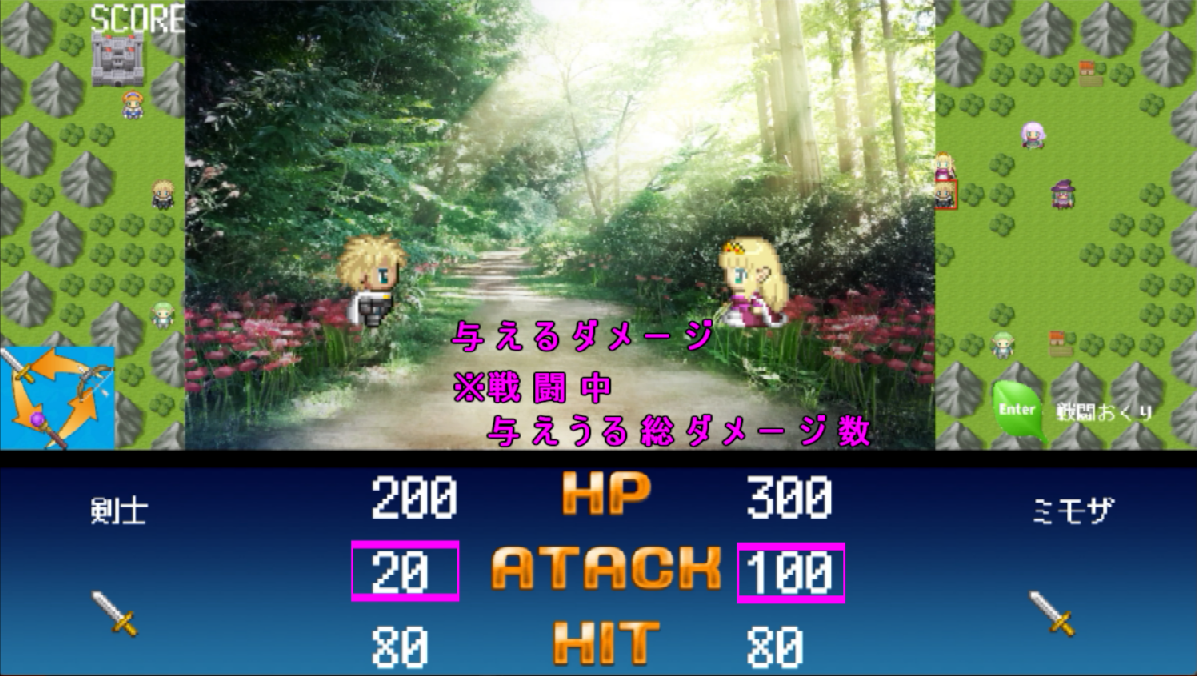 SCORE
与えるダメージ
※戦闘中
与えうる総ダメージ数
Enter 戦闘おくり
剣士 200 HP 300 ミモザ
20 ATACK 100
80 HIT 80